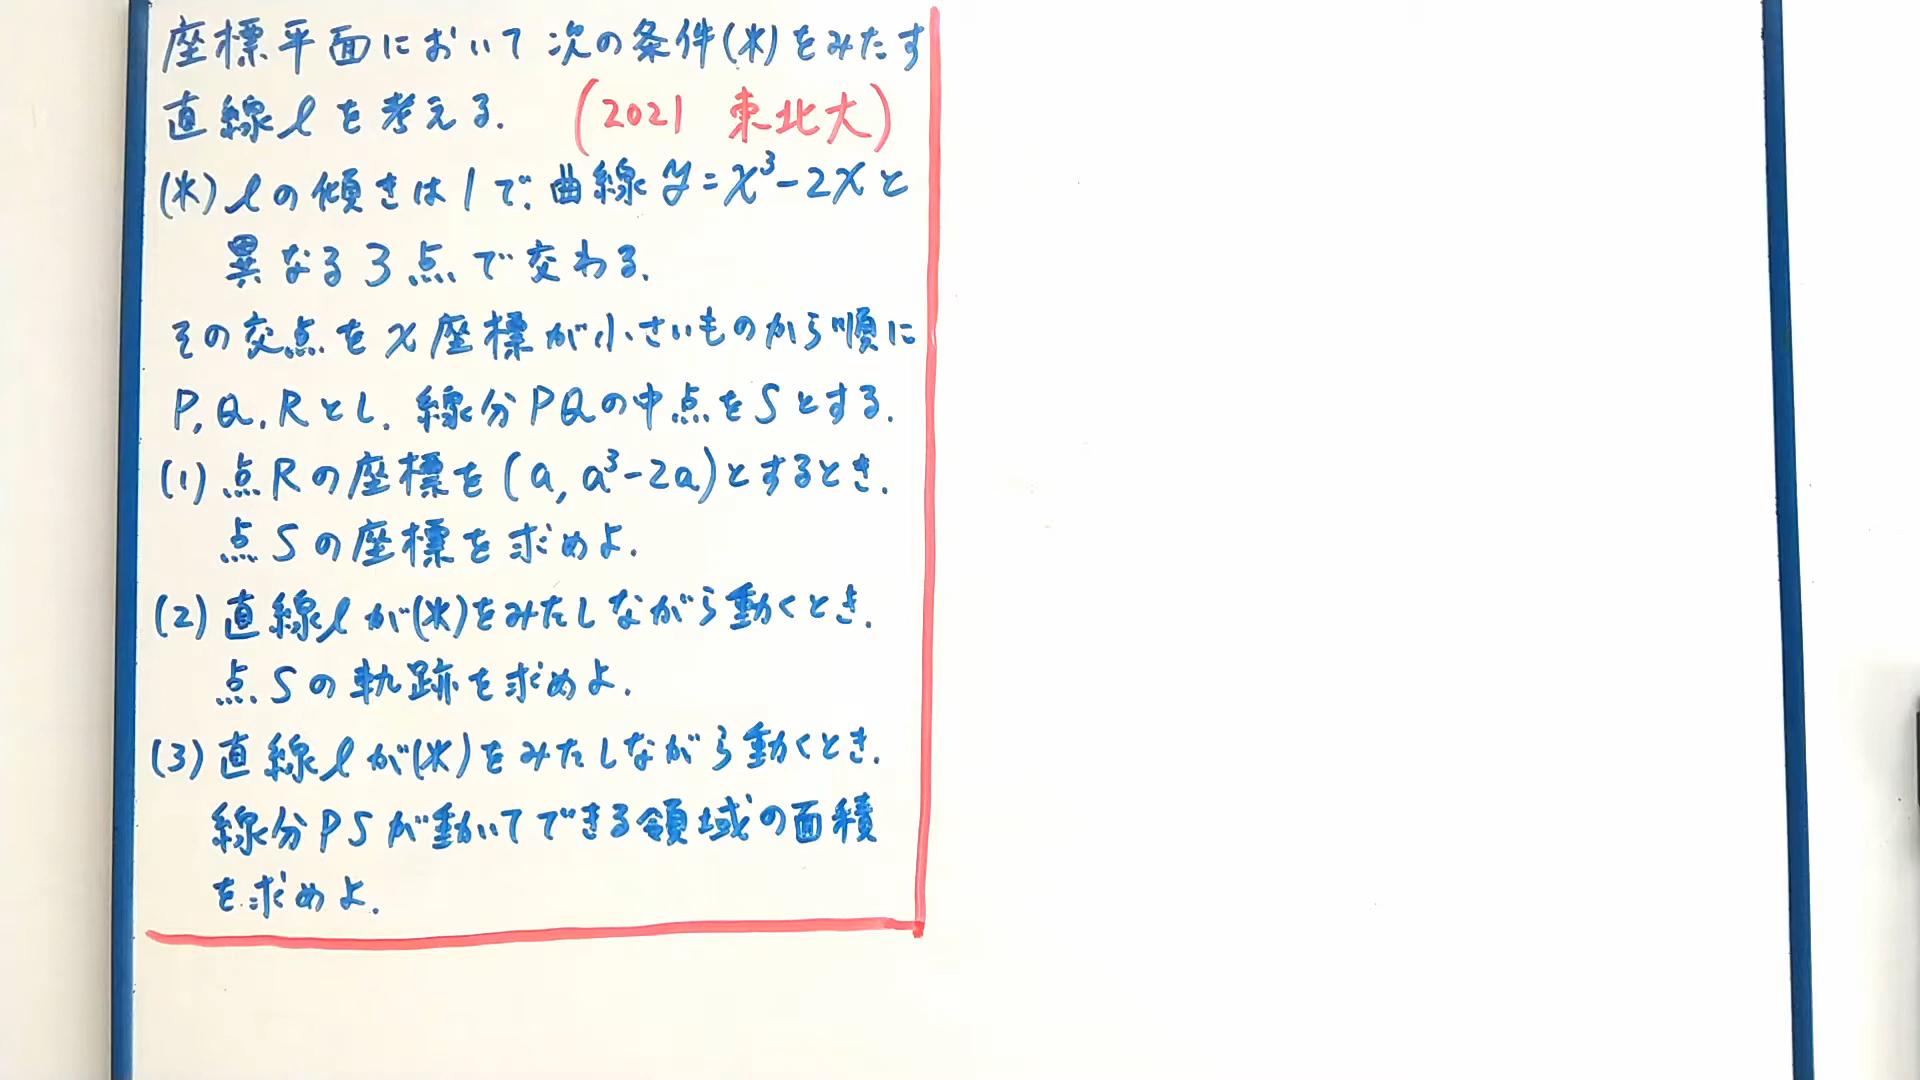 座標平面において次の条件(*)をみたす
直線lを考える. (2021 東北大)
(*) lの傾きは1で,曲線y=x³-2xと
異なる3点で交わる.
その交点をx座標が小さいものから順に
P,Q,Rとし,線分PQの中点をSとする.
(1) 点Rの座標を(a, a³-2a)とするとき,
点Sの座標を求めよ.
(2) 直線lが(*)をみたしながら動くとき,
点Sの軌跡を求めよ.
(3) 直線lが(*)をみたしながら動くとき,
線分PSが動いてできる領域の面積
を求めよ.